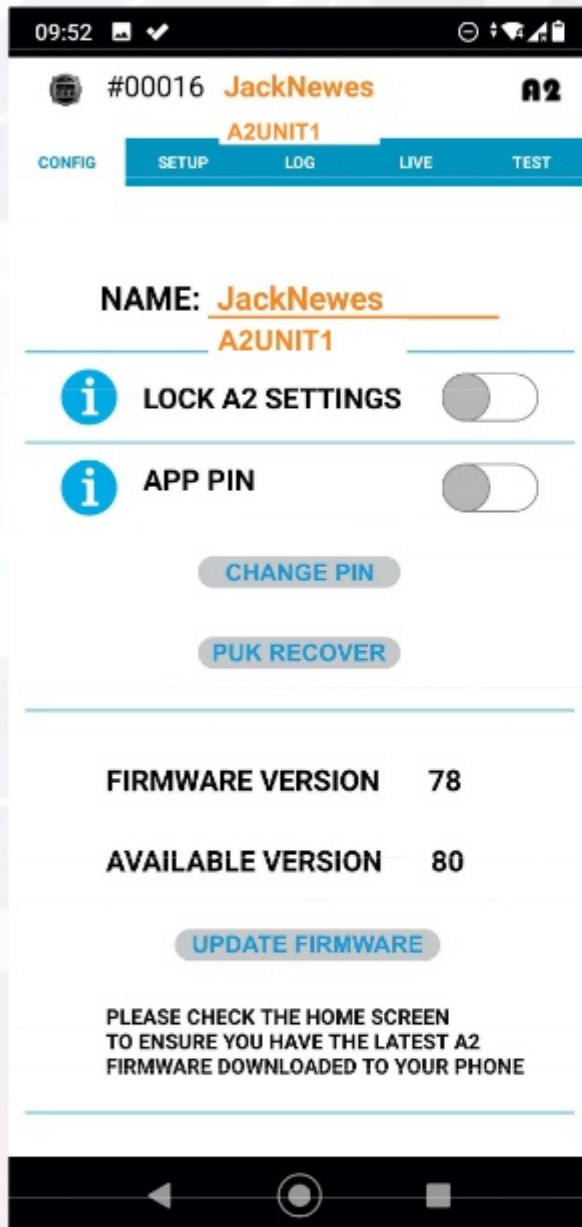 09:52
#00016 JackNewes A2
A2UNIT1
CONFIG SETUP LOG LIVE TEST
NAME: JackNewes
A2UNIT1
LOCK A2 SETTINGS
APP PIN
CHANGE PIN
PUK RECOVER
FIRMWARE VERSION 78
AVAILABLE VERSION 80
UPDATE FIRMWARE
PLEASE CHECK THE HOME SCREEN
TO ENSURE YOU HAVE THE LATEST A2
FIRMWARE DOWNLOADED TO YOUR PHONE